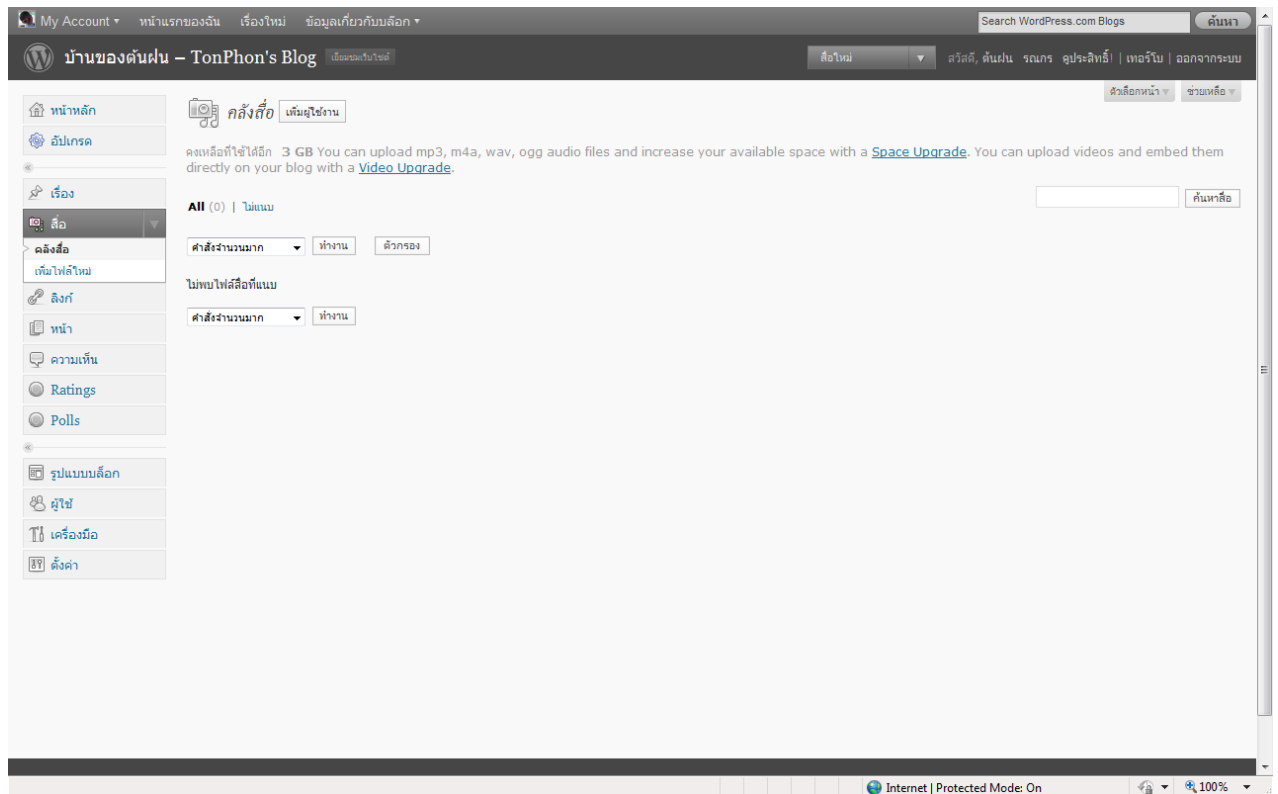 My Account ▾ หน้าแรกของฉัน เรื่องใหม่ ข้อมูลเกี่ยวกับบล็อก ▾ Search WordPress.com Blogs ค้นหา
บ้านของต้นฝน – TonPhon's Blog เยี่ยมชมเว็บไซต์ สื่อใหม่ สวัสดี, ต้นฝน รณกร คูประสิทธิ์! | เทอร์โบ | ออกจากระบบ
ตัวเลือกหน้า ช่วยเหลือ
หน้าหลัก
อัปเกรด
เรื่อง
สื่อ
คลังสื่อ
เพิ่มไฟล์ใหม่
ลิงก์
หน้า
ความเห็น
Ratings
Polls
รูปแบบบล็อก
ผู้ใช้
เครื่องมือ
ตั้งค่า
คลังสื่อ เพิ่มผู้ใช้งาน
คงเหลือที่ใช้ได้อีก 3 GB You can upload mp3, m4a, wav, ogg audio files and increase your available space with a Space Upgrade. You can upload videos and embed them
directly on your blog with a Video Upgrade.
ค้นหาสื่อ
All (0) | ไม่แนบ
คำสั่งจำนวนมาก ทำงาน ตัวกรอง
ไม่พบไฟล์สื่อที่แนบ
คำสั่งจำนวนมาก ทำงาน
Internet | Protected Mode: On 100%